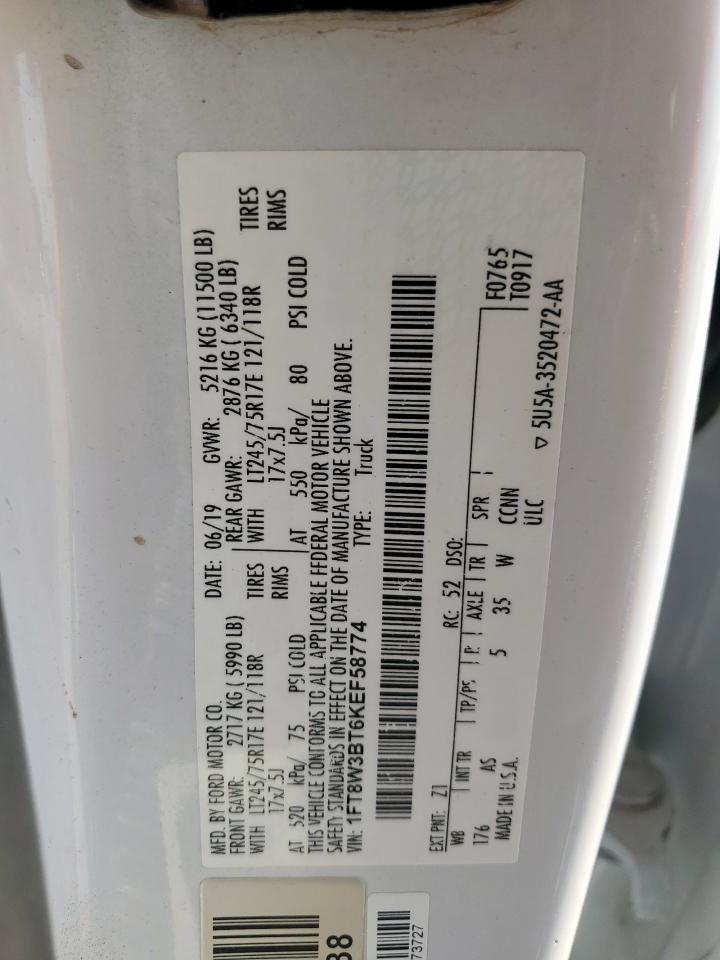 MFD. BY FORD MOTOR CO.
DATE: 06/19 GVWR: 5216 KG (11500 LB)
FRONT GAWR: 2717 KG ( 5990 LB) REAR GAWR: 2876 KG ( 6340 LB)
WITH LT245/75R17E 121/118R TIRES WITH LT245/75R17E 121/118R TIRES
17x7.5J RIMS 17x7.5J RIMS
AT 520 kPa/ 75 PSI COLD AT 550 kPa/ 80 PSI COLD
THIS VEHICLE CONFORMS TO ALL APPLICABLE FEDERAL MOTOR VEHICLE
SAFETY STANDARDS IN EFFECT ON THE DATE OF MANUFACTURE SHOWN ABOVE.
VIN: 1FT8W3BT6KEF58774 TYPE: Truck
EXT PNT: Z1 RC: 52 DSO:
WB INT TR TP/PS R AXLE TR SPR
176 AS 5 35 W CCNN
F0765
T0917
MADE IN U.S.A. ULC
▽ 5U5A-3520472-AA
38
73727